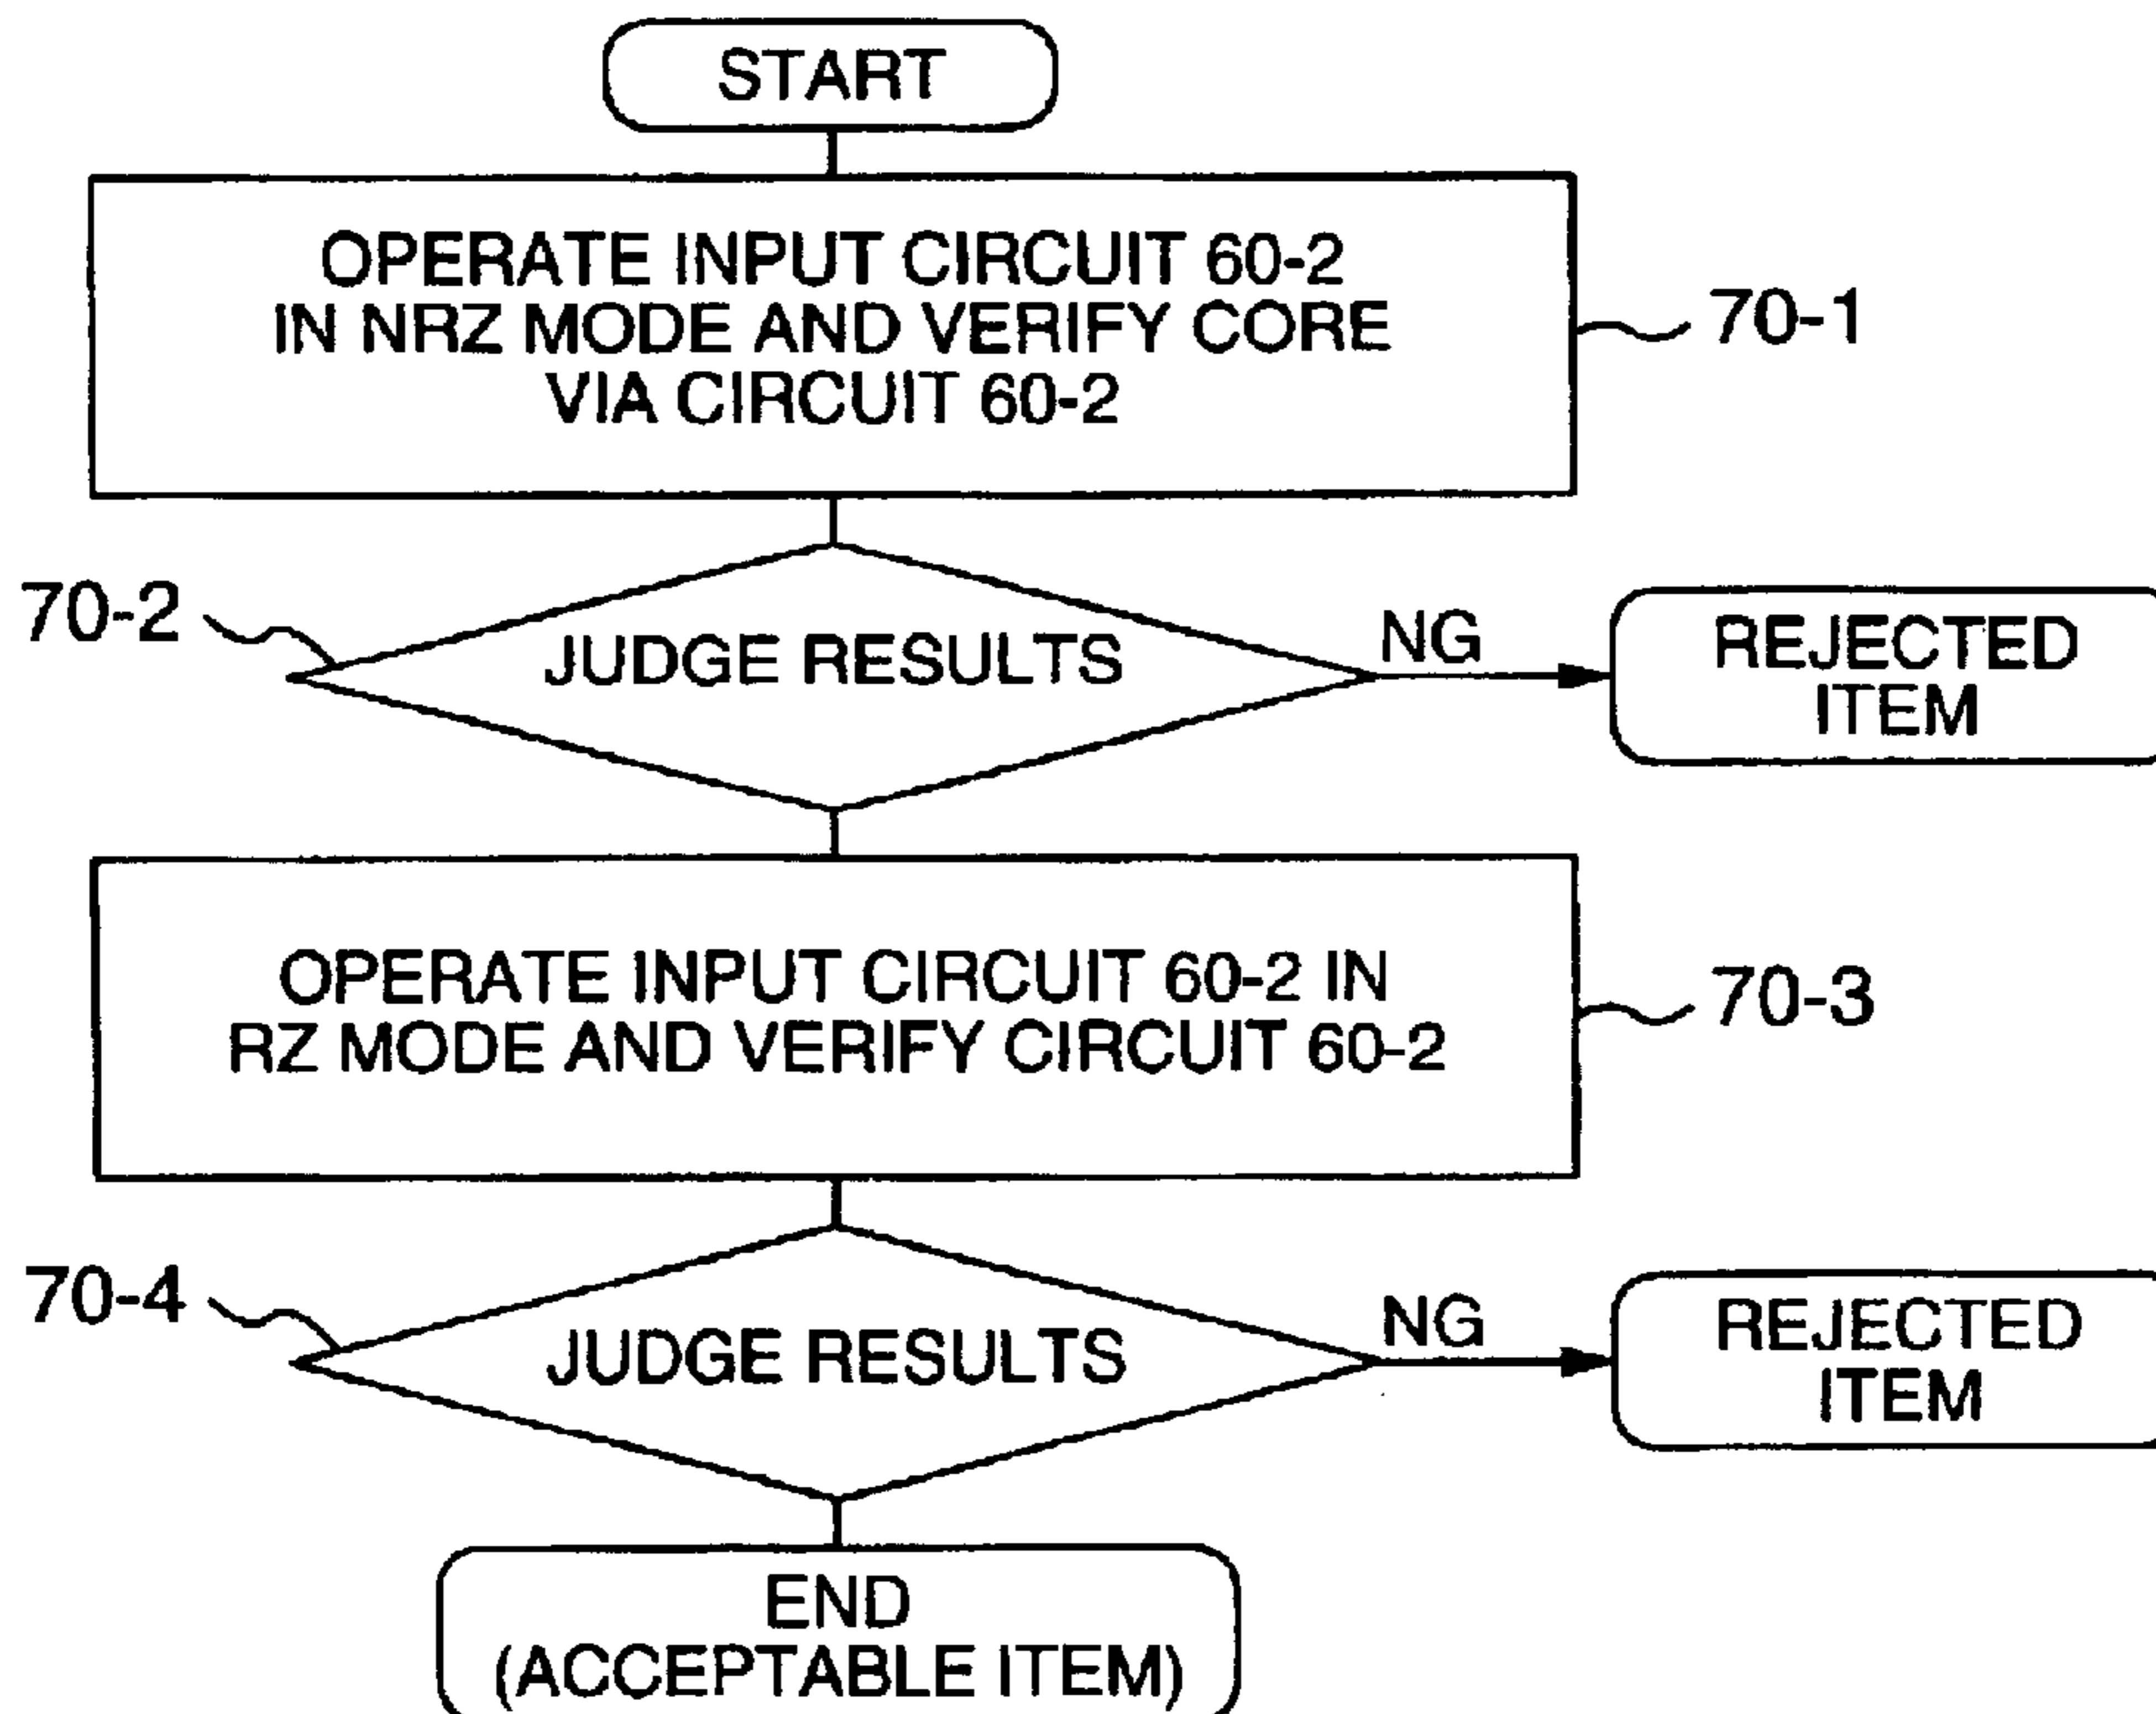 START
OPERATE INPUT CIRCUIT 60-2
IN NRZ MODE AND VERIFY CORE
VIA CIRCUIT 60-2
70-1
70-2
JUDGE RESULTS
NG
REJECTED
ITEM
OPERATE INPUT CIRCUIT 60-2 IN
RZ MODE AND VERIFY CIRCUIT 60-2
70-3
70-4
JUDGE RESULTS
NG
REJECTED
ITEM
END
(ACCEPTABLE ITEM)